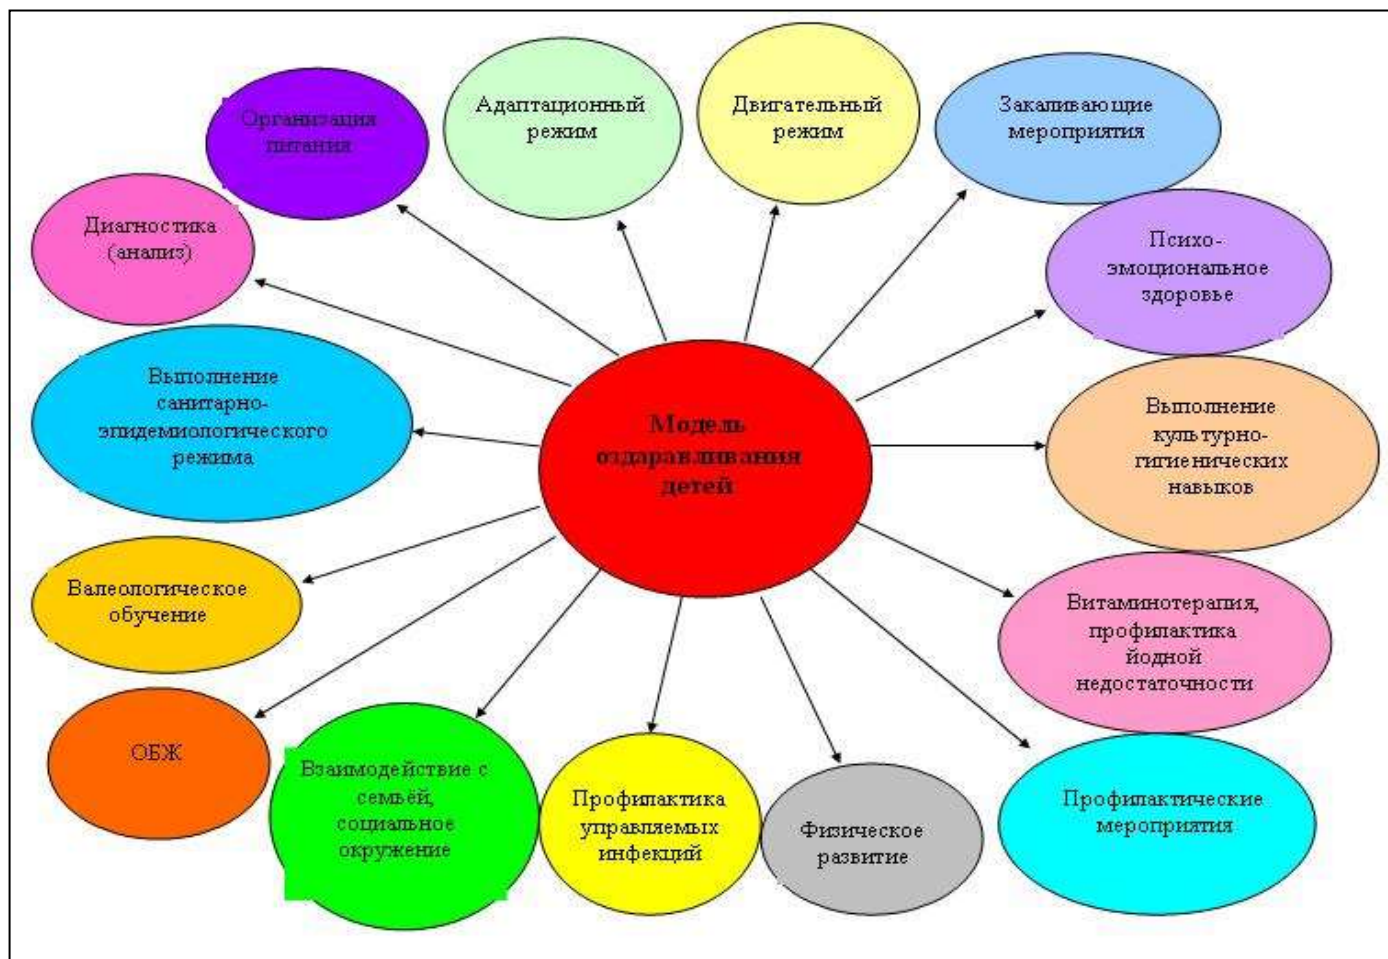 Организация
питания
Адаптационный
режим
Двигательный
режим
Закаливающие
мероприятия
Диагностика
(анализ)
Психо-
эмоциональное
здоровье
Выполнение
санитарно-
эпидемиологического
режима
Модель
оздаравливания
детей
Выполнение
культурно-
гигиенических
навыков
Валеологическое
обучение
Витаминотерапия,
профилактика
йодной
недостаточности
ОБЖ
Взаимодействие с
семьёй,
социальное
окружение
Профилактика
управляемых
инфекций
Физическое
развитие
Профилактические
мероприятия